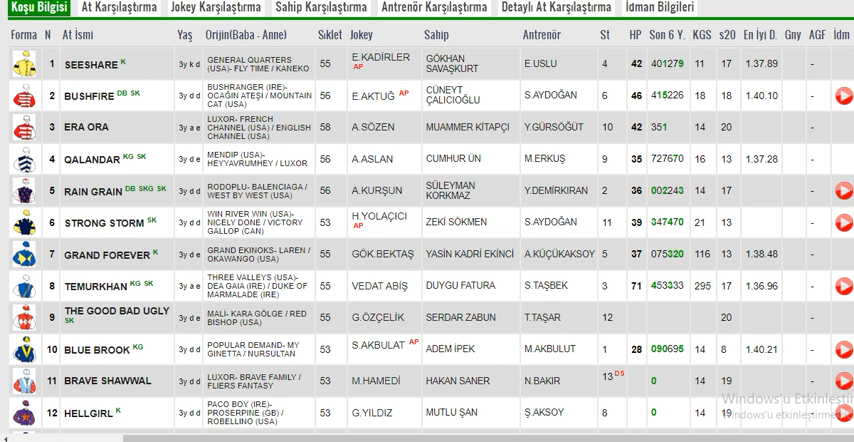 Koşu Bilgisi At Karşılaştırma Jokey Karşılaştırma Sahip Karşılaştırma Antrenör Karşılaştırma Detaylı At Karşılaştırma İdman Bilgileri
Forma N At İsmi Yaş Orijin(Baba - Anne) Sıklet Jokey Sahip Antrenör St HP Son 6 Y. KGS s20 En İyi D. Gny AGF İdm
1 SEESHARE K 3y k d GENERAL QUARTERS (USA)- FLY TIME / KANEKO 55 E.KADİRLER AP GÖKHAN SAVAŞKURT E.USLU 4 42 401279 11 17 1.37.89 -
2 BUSHFIRE DB SK 3y d d BUSHRANGER (IRE)- OCAĞIN ATEŞİ / MOUNTAIN CAT (USA) 56 E.AKTUĞ AP CÜNEYT ÇALICIOĞLU S.AYDOĞAN 6 46 415226 18 18 1.40.10 -
3 ERA ORA 3y a e LUXOR- FRENCH CHANNEL (USA) / ENGLISH CHANNEL (USA) 58 A.SÖZEN MUAMMER KİTAPÇI Y.GÜRSÖĞÜT 10 42 351 14 20 -
4 QALANDAR KG SK 3y d e MENDIP (USA)- HEYYAVRUMHEY / LUXOR 56 A.ASLAN CUMHUR ÜN M.ERKUŞ 9 35 727670 16 13 1.37.28 -
5 RAIN GRAIN DB SKG SK 3y d d RODOPLU- BALENCIAGA / WEST BY WEST (USA) 56 A.KURŞUN SÜLEYMAN KORKMAZ Y.DEMİRKIRAN 2 36 002243 14 17 -
6 STRONG STORM SK 3y d d WIN RIVER WIN (USA)- NICELY DONE / VICTORY GALLOP (CAN) 53 H.YOLAÇICI AP ZEKİ SÖKMEN S.AYDOĞAN 11 39 347470 21 13 -
7 GRAND FOREVER K 3y d e GRAND EKINOKS- LAREN / OKAWANGO (USA) 55 GÖK.BEKTAŞ YASİN KADRİ EKİNCİ A.KÜÇÜKAKSOY 5 37 075320 116 13 1.38.48 -
8 TEMURKHAN KG SK 3y a e THREE VALLEYS (USA)- DEA GAIA (IRE) / DUKE OF MARMALADE (IRE) 55 VEDAT ABİŞ DUYGU FATURA S.TAŞBEK 3 71 453333 295 17 1.36.96 -
9 THE GOOD BAD UGLY SK 3y d e MALI- KARA GÖLGE / RED BISHOP (USA) 55 G.ÖZÇELİK SERDAR ZABUN T.TAŞAR 12 20 -
10 BLUE BROOK KG 3y d d POPULAR DEMAND- MY GINETTA / NURSULTAN 53 S.AKBULAT AP ADEM İPEK M.AKBULUT 1 28 090695 14 8 1.40.21 -
11 BRAVE SHAWWAL 3y d d LUXOR- BRAVE FAMILY / FLIERS FANTASY 53 M.HAMEDİ HAKAN SANER N.BAKIR 13 DS 0 14 19 -
12 HELLGIRL K 3y d d PACO BOY (IRE)- PROSERPINE (GB) / ROBELLINO (USA) 53 G.YILDIZ MUTLU ŞAN Ş.AKSOY 8 0 14 19 -
Windows'u Etkinleştir
Windows'u etkinleştirme